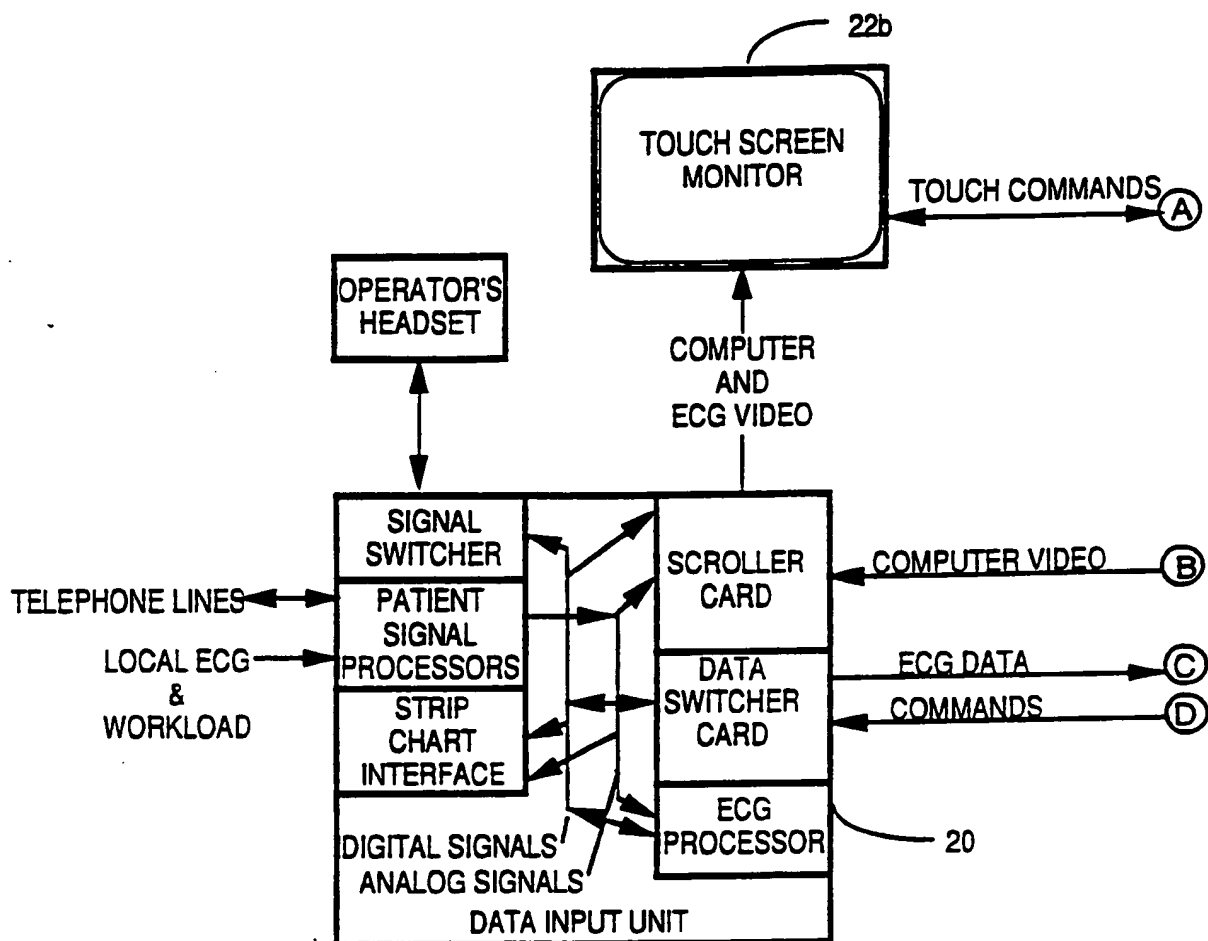 22b
TOUCH SCREEN
MONITOR
TOUCH COMMANDS
A
OPERATOR'S
HEADSET
COMPUTER
AND
ECG VIDEO
SIGNAL
SWITCHER
SCROLLER
CARD
COMPUTER VIDEO
B
TELEPHONE LINES
PATIENT
SIGNAL
PROCESSORS
LOCAL ECG
&
WORKLOAD
DATA
SWITCHER
CARD
ECG DATA
C
COMMANDS
D
STRIP
CHART
INTERFACE
ECG
PROCESSOR
20
DIGITAL SIGNALS
ANALOG SIGNALS
DATA INPUT UNIT